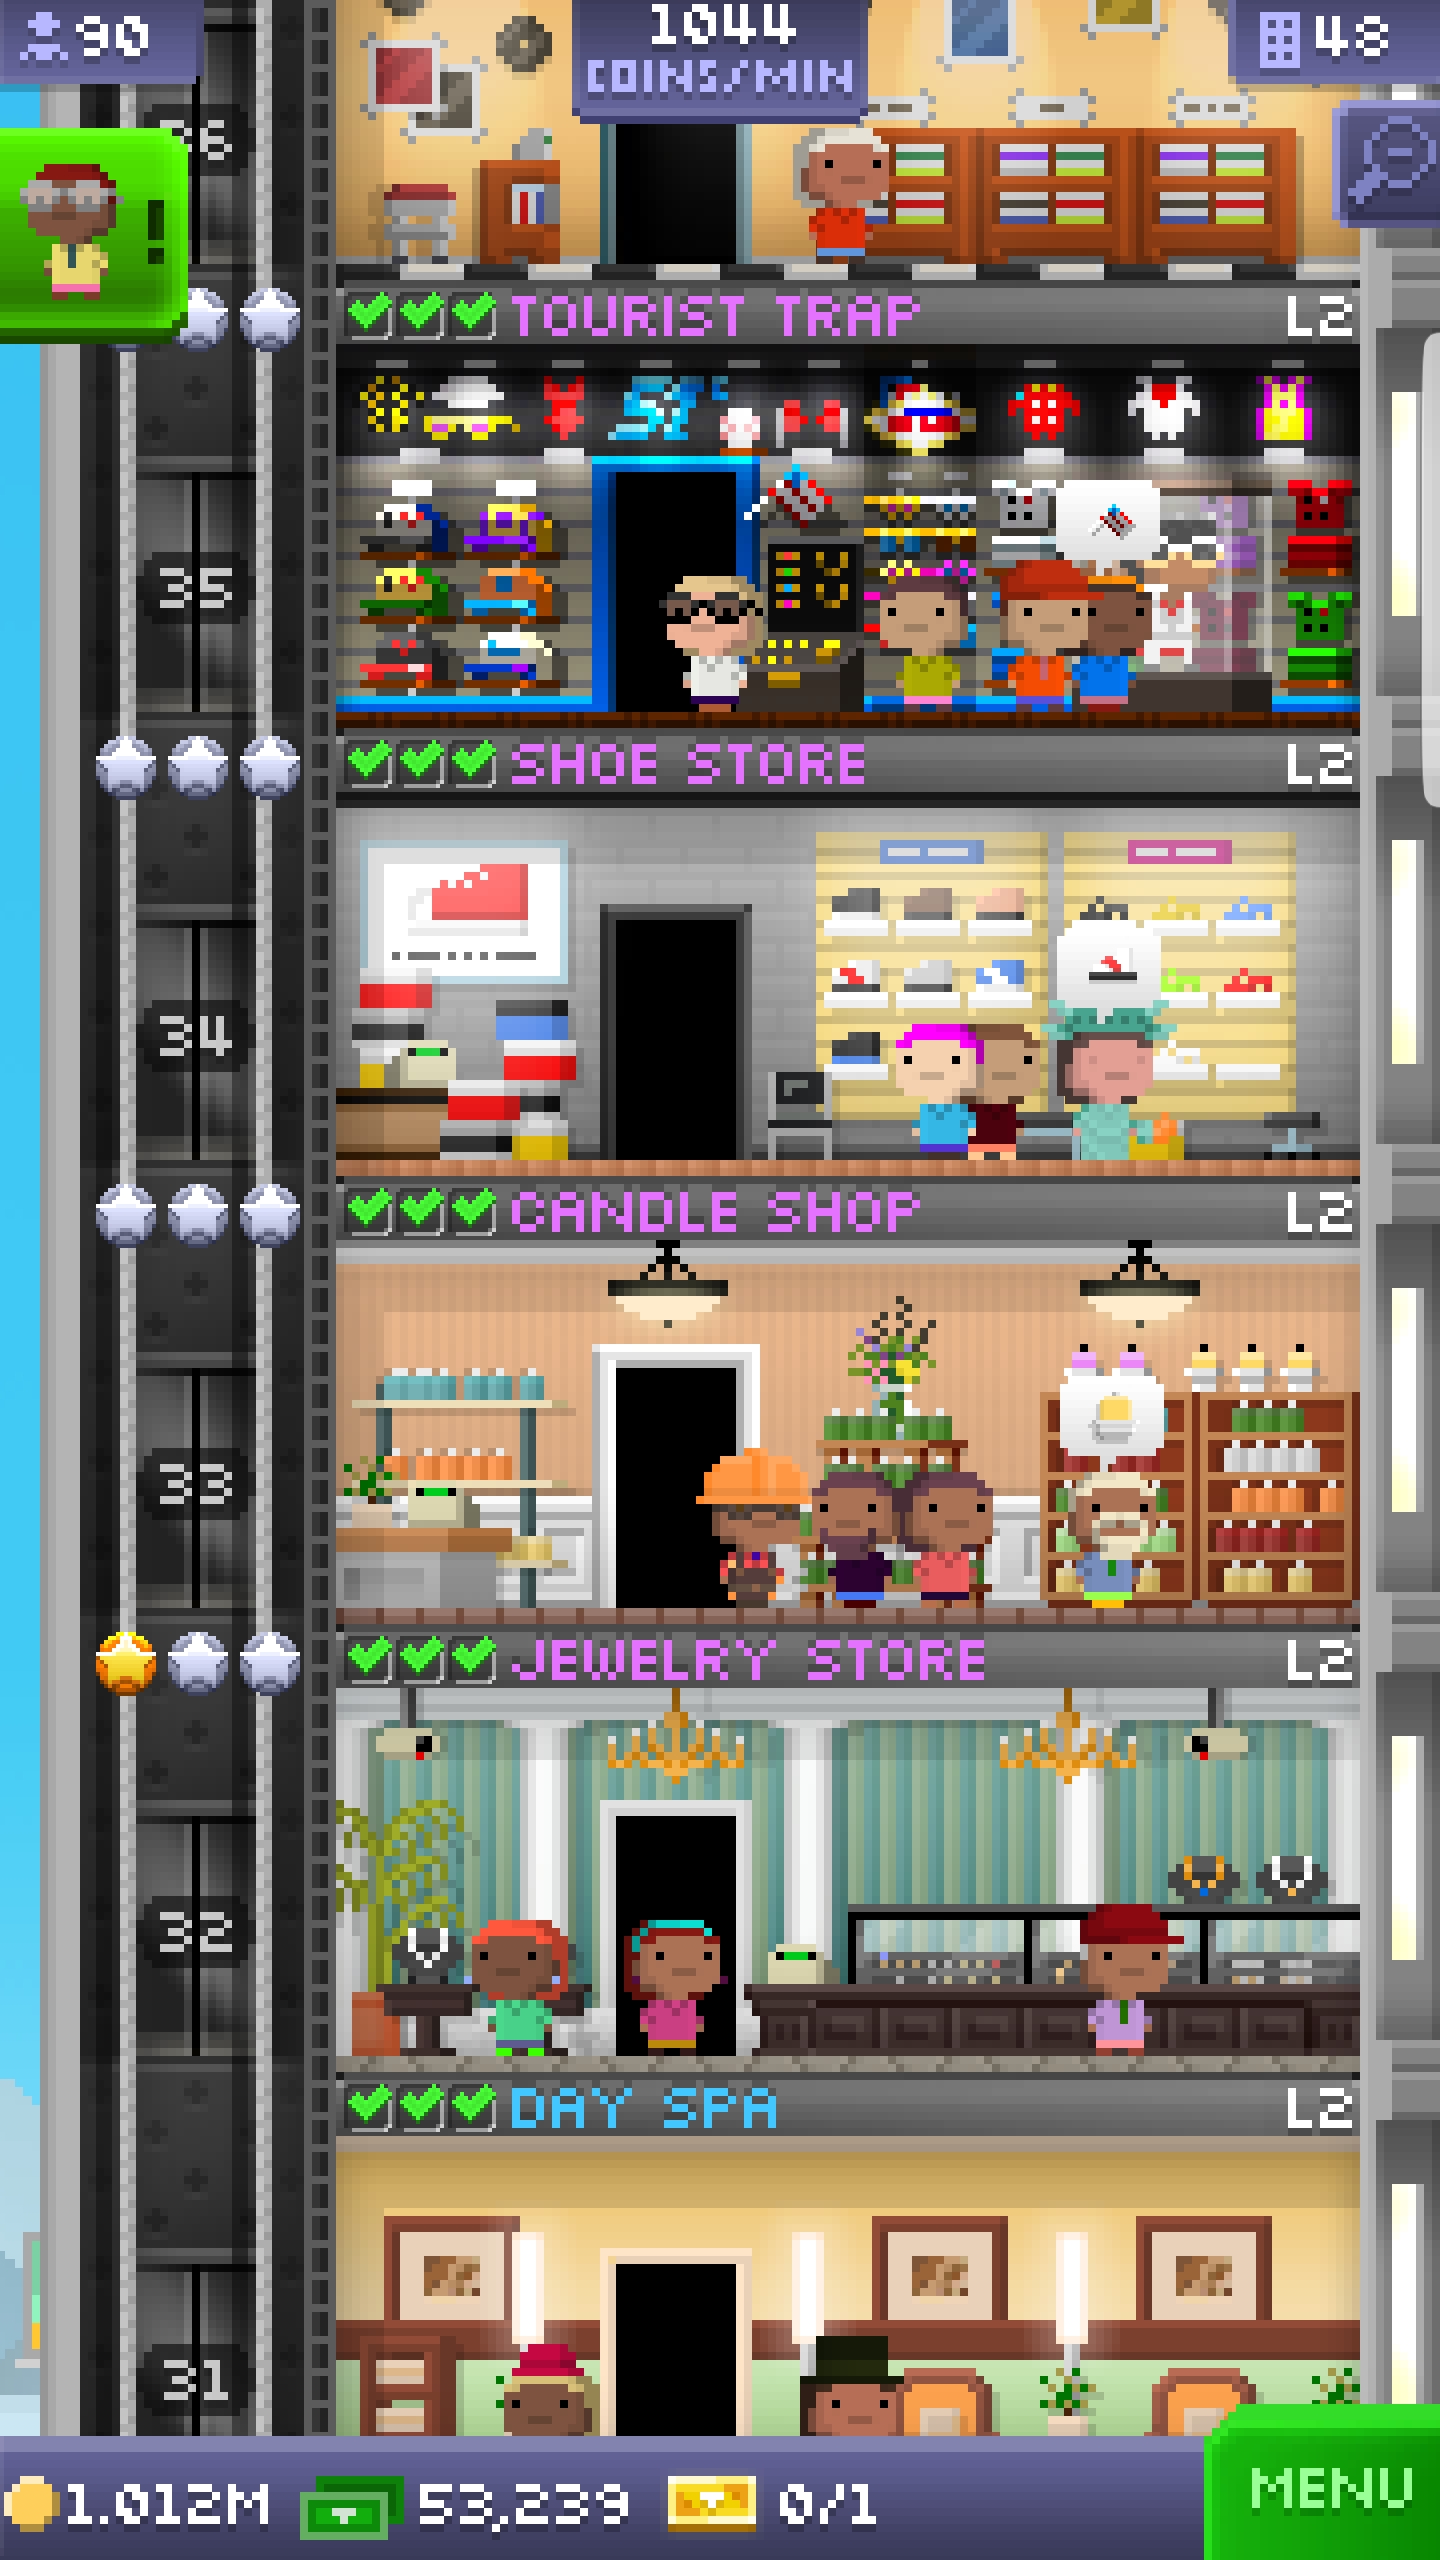 90
1044
COINS/MIN
48
!
TOURIST TRAP L2
35
SHOE STORE L2
34
CANDLE SHOP L2
33
JEWELRY STORE L2
32
DAY SPA L2
31
1.012M 53,239 0/1
MENU